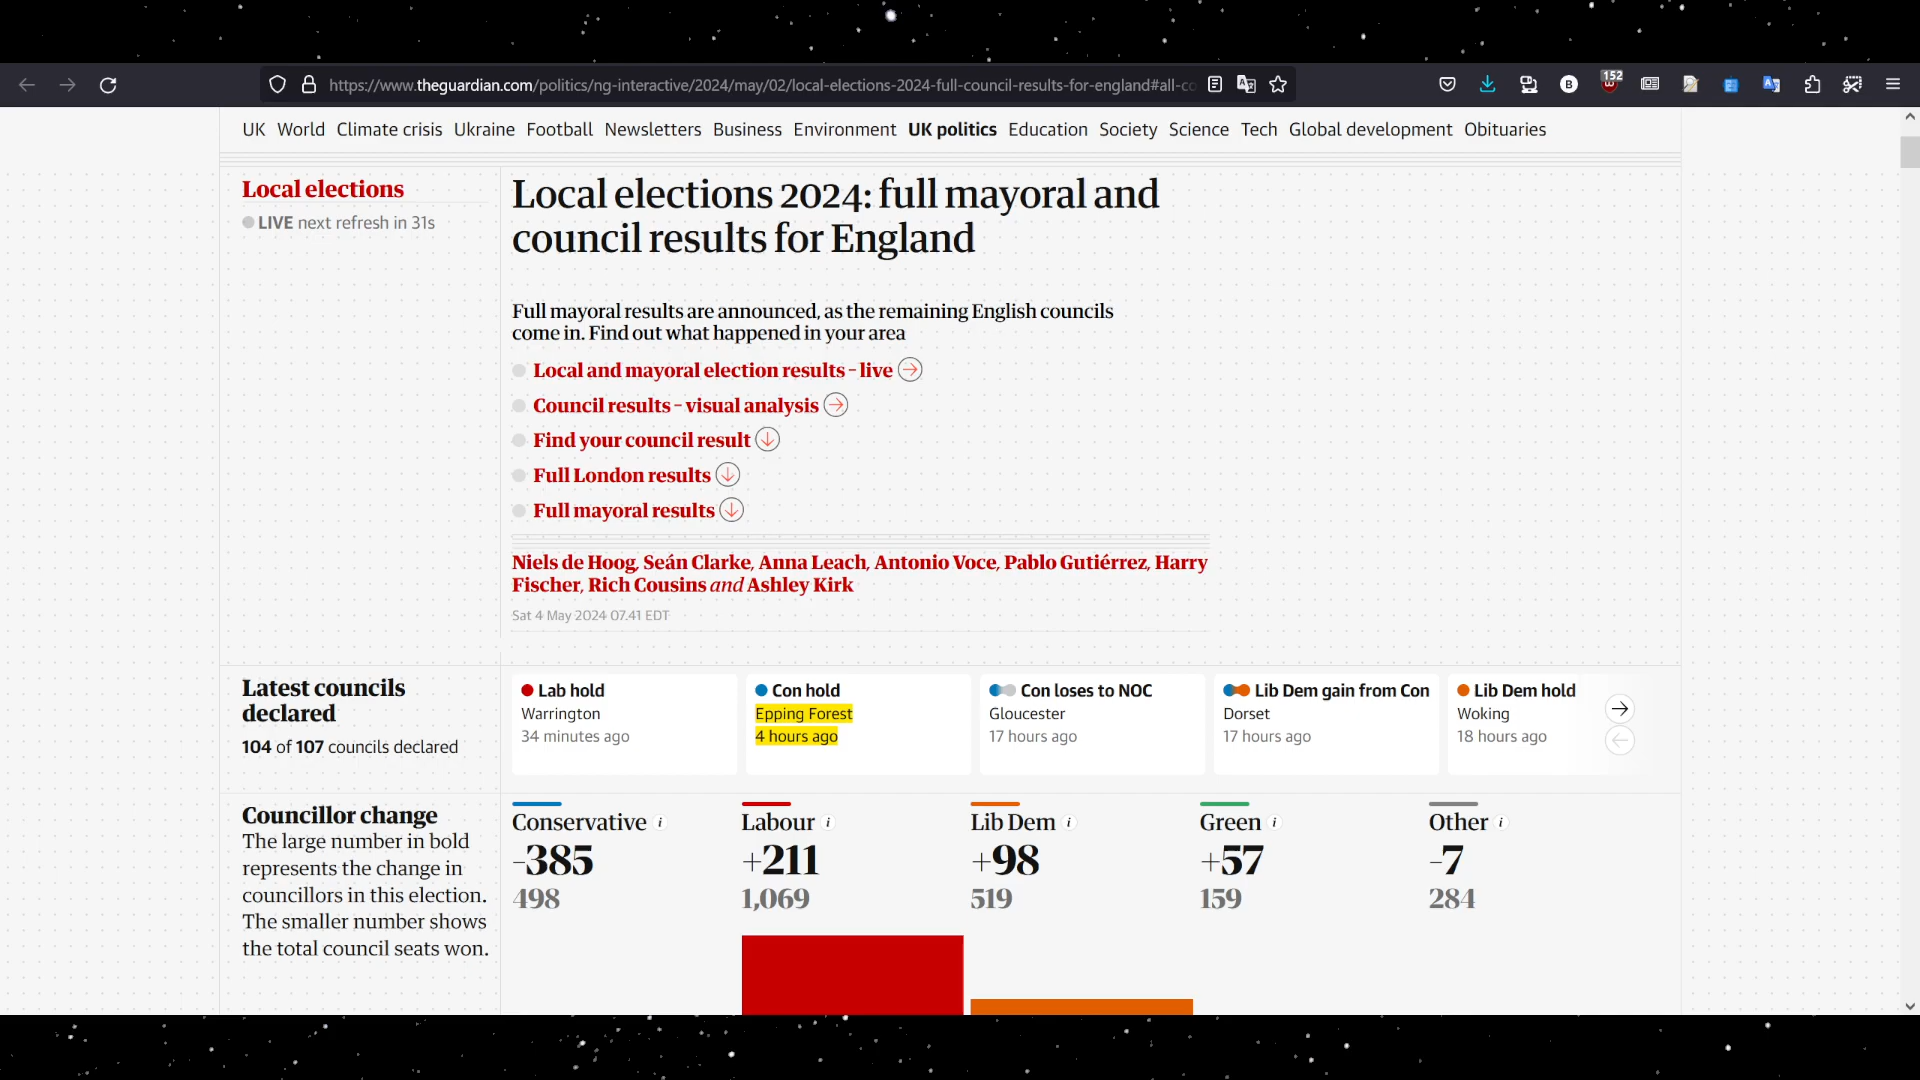 https://www.theguardian.com/politics/ng-interactive/2024/may/02/local-elections-2024-full-council-results-for-england#all-co
152
B
UK World Climate crisis Ukraine Football Newsletters Business Environment UK politics Education Society Science Tech Global development Obituaries
Local elections
LIVE next refresh in 31s
Local elections 2024: full mayoral and
council results for England
Full mayoral results are announced, as the remaining English councils
come in. Find out what happened in your area
Local and mayoral election results – live
Council results – visual analysis
Find your council result
Full London results
Full mayoral results
Niels de Hoog, Seán Clarke, Anna Leach, Antonio Voce, Pablo Gutiérrez, Harry
Fischer, Rich Cousins and Ashley Kirk
Sat 4 May 2024 07.41 EDT
Latest councils
declared
104 of 107 councils declared
Lab hold
Warrington
34 minutes ago
Con hold
Epping Forest
4 hours ago
Con loses to NOC
Gloucester
17 hours ago
Lib Dem gain from Con
Dorset
17 hours ago
Lib Dem hold
Woking
18 hours ago
Councillor change
The large number in bold
represents the change in
councillors in this election.
The smaller number shows
the total council seats won.
Conservative i
-385
498
Labour i
+211
1,069
Lib Dem i
+98
519
Green i
+57
159
Other i
-7
284